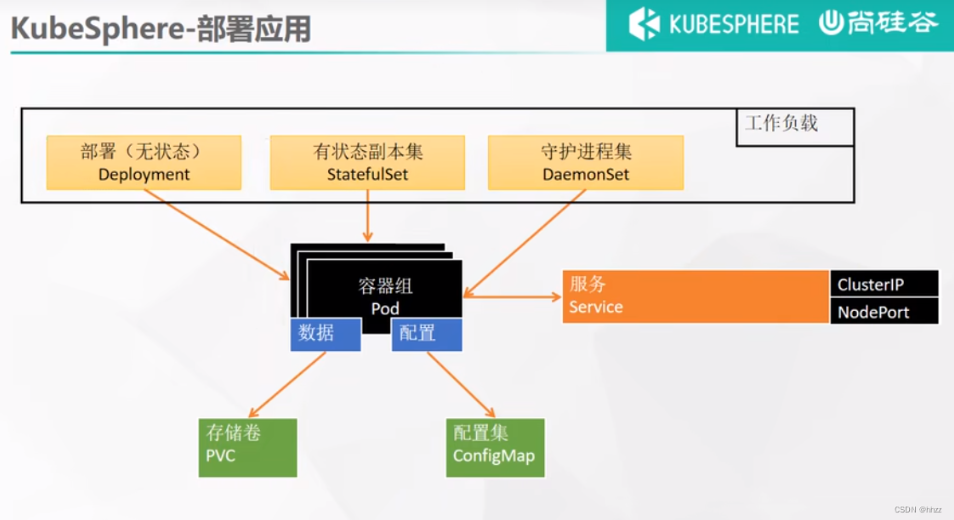 KubeSphere-部署应用
KUBESPHERE 尚硅谷
工作负载
部署（无状态）
Deployment
有状态副本集
StatefulSet
守护进程集
DaemonSet
容器组
Pod
数据
配置
服务
Service
ClusterIP
NodePort
存储卷
PVC
配置集
ConfigMap
CSDN @hhzz